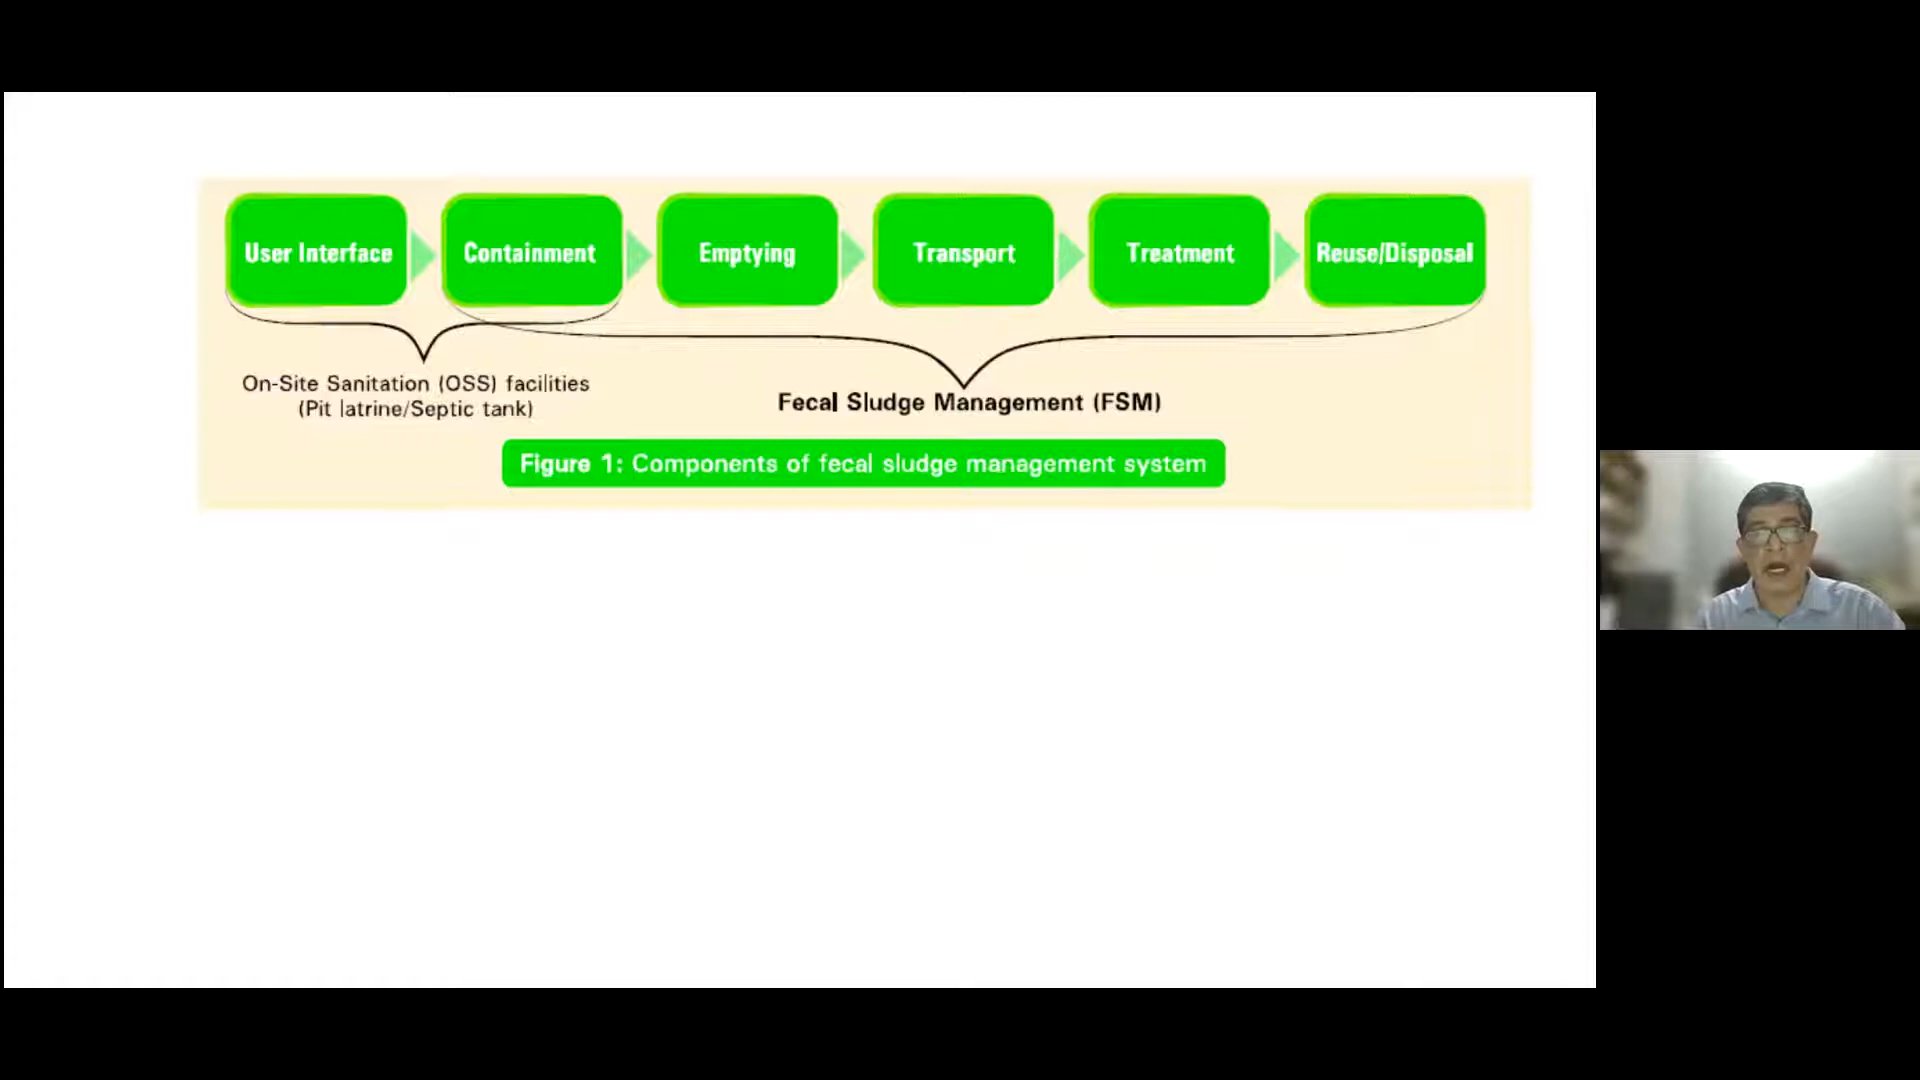 User Interface
Containment
Emptying
Transport
Treatment
Reuse/Disposal
On-Site Sanitation (OSS) facilities
(Pit latrine/Septic tank)
Fecal Sludge Management (FSM)
Figure 1: Components of fecal sludge management system